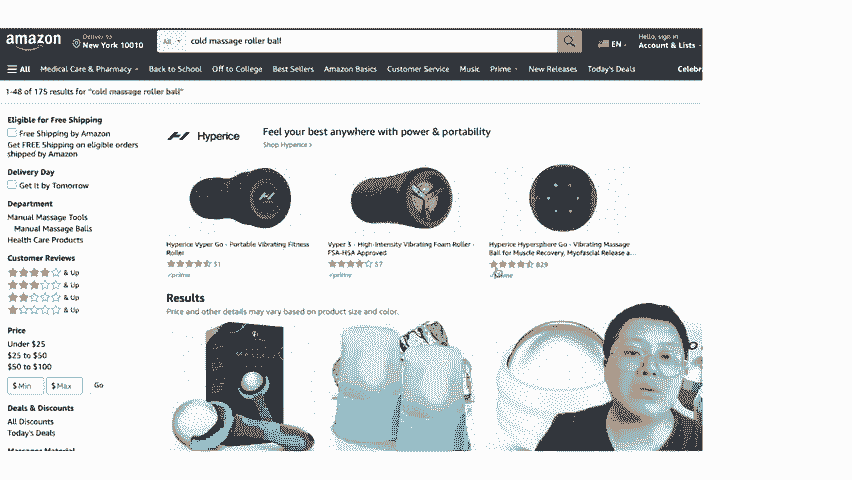 amazon
Deliver to
New York 10010
All
cold massage roller ball
EN
Hello, sign in
Account & Lists
All Medical Care & Pharmacy Back to School Off to College Best Sellers Amazon Basics Customer Service Music Prime New Releases Today's Deals Celebr
1-48 of 175 results for "cold massage roller ball"
Eligible for Free Shipping
Free Shipping by Amazon
Get FREE Shipping on eligible orders
shipped by Amazon
Delivery Day
Get It by Tomorrow
Department
Manual Massage Tools
Manual Massage Balls
Health Care Products
Customer Reviews
& Up
& Up
& Up
& Up
Price
Under $25
$25 to $50
$50 to $100
$ Min $ Max Go
Deals & Discounts
All Discounts
Today's Deals
Hyperice
Feel your best anywhere with power & portability
Shop Hyperice ›
Hyperice Vyper Go - Portable Vibrating Fitness
Roller
51
prime
Vyper 3 - High-Intensity Vibrating Foam Roller -
FSA-HSA Approved
57
prime
Hyperice Hypersphere Go - Vibrating Massage
Ball for Muscle Recovery, Myofascial Release a...
829
prime
Results
Price and other details may vary based on product size and color.